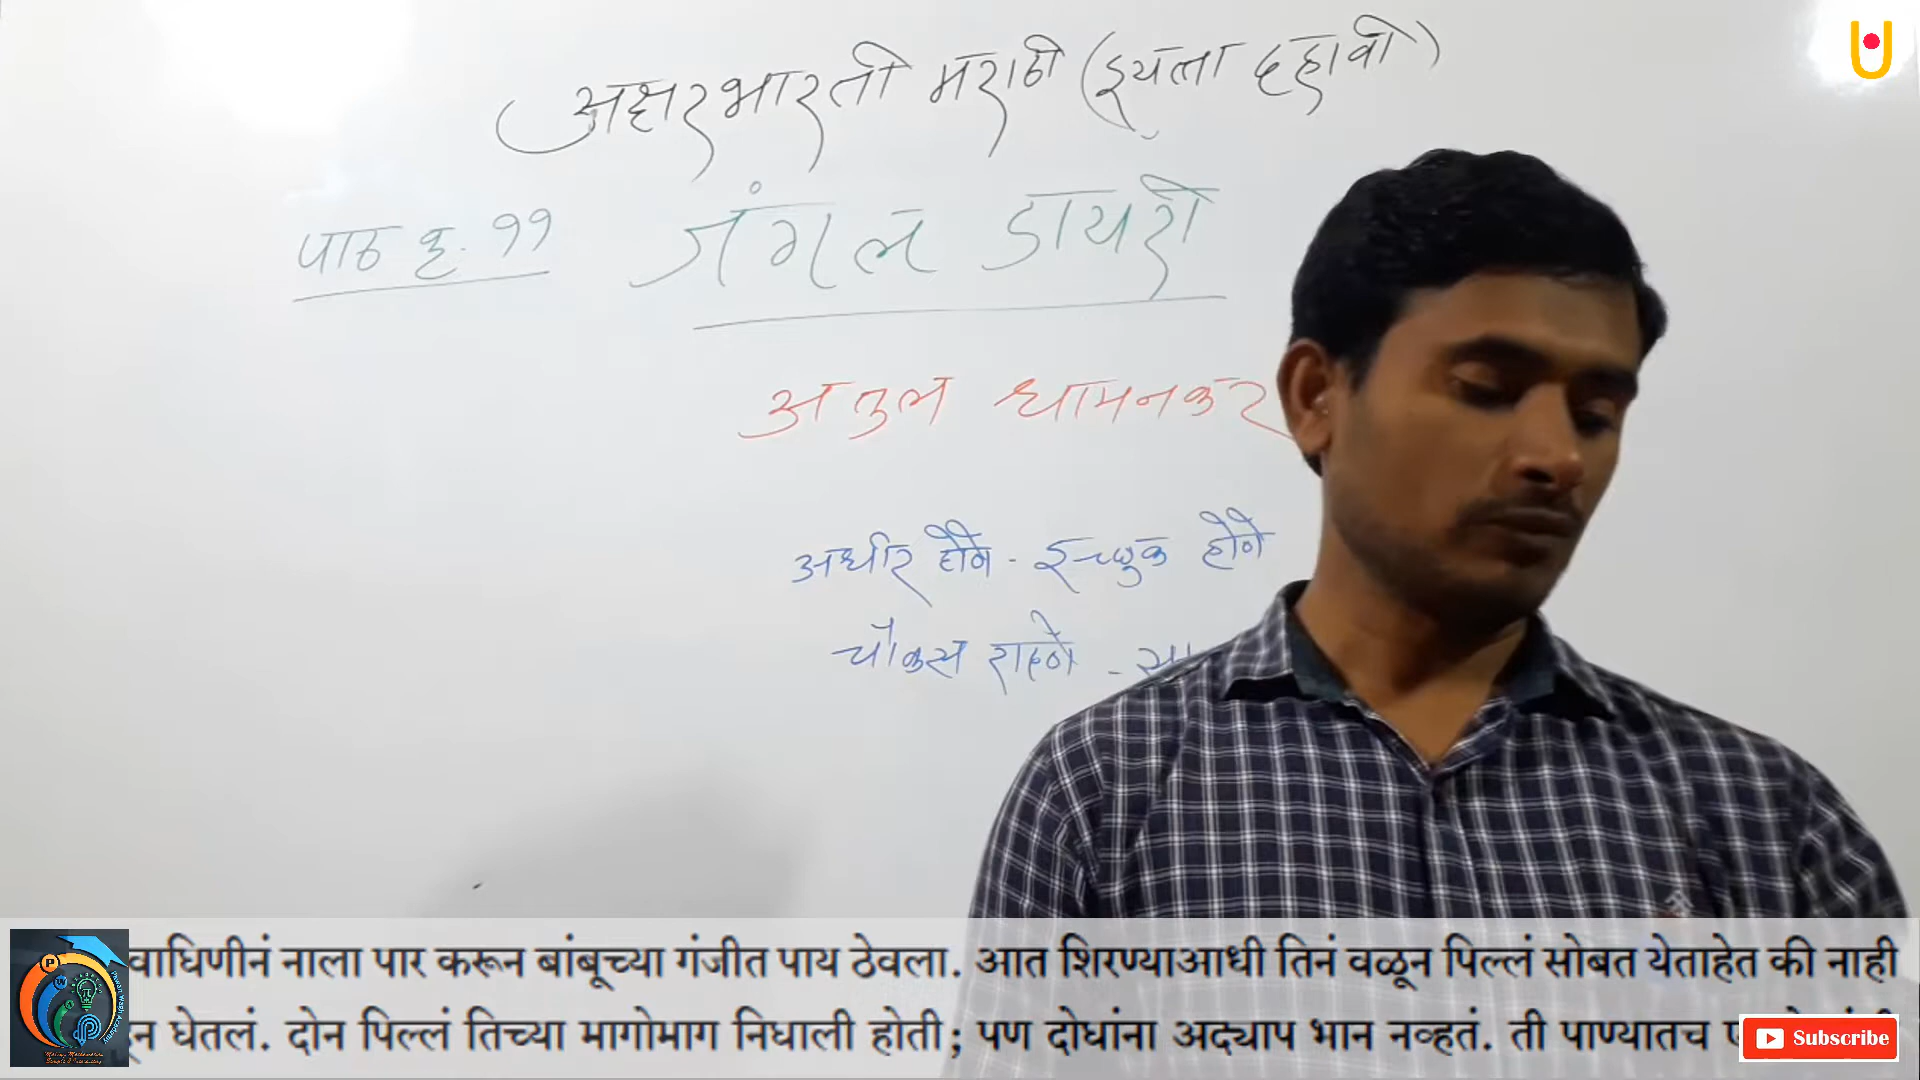 अक्षरभारती मराठी (इयत्ता दहावी)
पाठ क्र. ११ जंगल डायरी
अतुल धामनकर
अधीर होणे - इच्छुक होणे
चौकस राहणे -
वाघिणीनं नाला पार करून बांबूच्या गंजीत पाय ठेवला. आत शिरण्याआधी तिनं वळून पिल्लं सोबत येताहेत की नाही
घेतलं. दोन पिल्लं तिच्या मागोमाग निघाली होती; पण दोघांना अद्याप भान नव्हतं. ती पाण्यातच
Subscribe